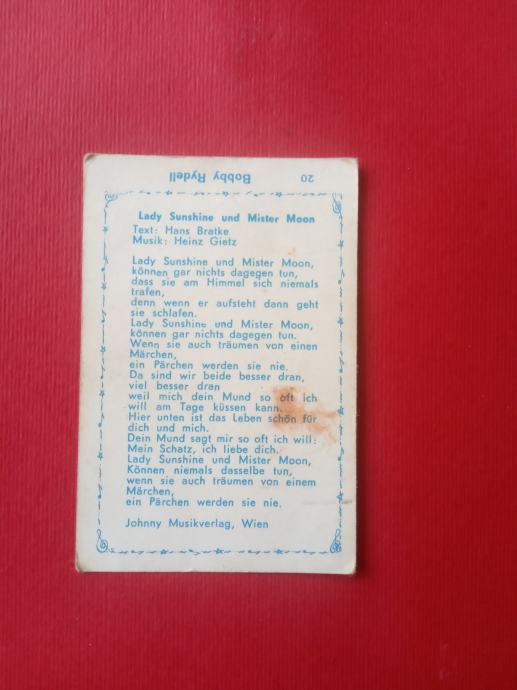 20 Bobby Rydell
Lady Sunshine und Mister Moon
Text: Hans Bratke
Musik: Heinz Gietz
Lady Sunshine und Mister Moon,
können gar nichts dagegen tun,
dass sie am Himmel sich niemals
trafen,
denn wenn er aufsteht dann geht
sie schlafen.
Lady Sunshine und Mister Moon,
können gar nichts dagegen tun.
Wenn sie auch träumen von einen
Märchen,
ein Pärchen werden sie nie.
Da sind wir beide besser dran,
viel besser dran
weil mich dein Mund so oft ich
will am Tage küssen kann.
Hier unten ist das Leben schön für
dich und mich.
Dein Mund sagt mir so oft ich will:
Mein Schatz, ich liebe dich.
Lady Sunshine und Mister Moon,
Können niemals dasselbe tun,
wenn sie auch träumen von einem
Märchen,
ein Pärchen werden sie nie.
Johnny Musikverlag, Wien